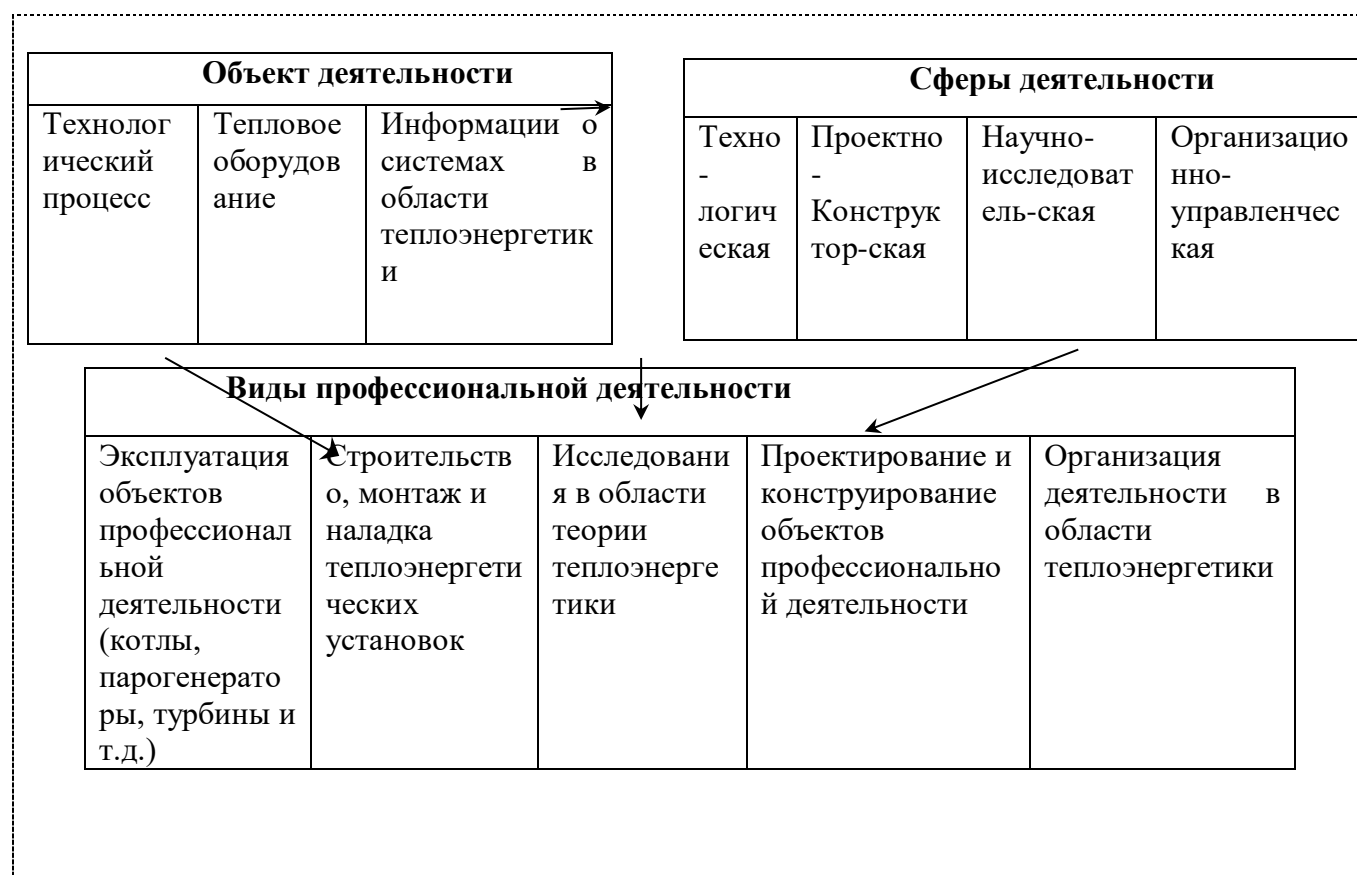 Объект деятельности
Технолог
ический
процесс
Тепловое
оборудов
ание
Информации о
системах в
области
теплоэнергетик
и
Сферы деятельности
Техно
-
логич
еская
Проектно
-
Конструк
тор-ская
Научно-
исследоват
ель-ская
Организацио
нно-
управленчес
кая
Виды профессиональной деятельности
Эксплуатация
объектов
профессионал
ьной
деятельности
(котлы,
парогенерато
ры, турбины и
т.д.)
Строительств
о, монтаж и
наладка
теплоэнергети
ческих
установок
Исследовани
я в области
теории
теплоэнерге
тики
Проектирование и
конструирование
объектов
профессионально
й деятельности
Организация
деятельности в
области
теплоэнергетики